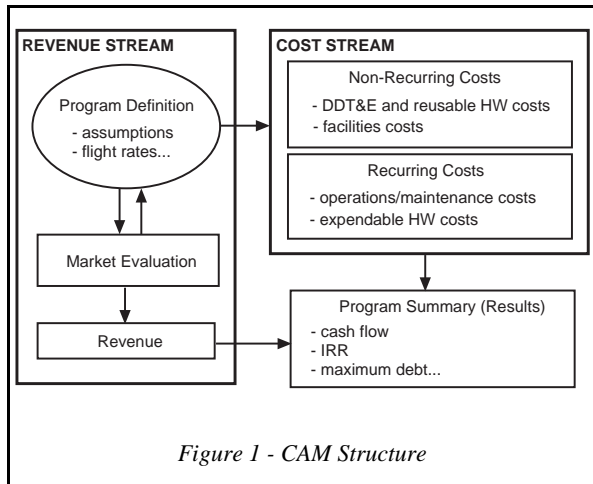 REVENUE STREAM
Program Definition
- assumptions
- flight rates...
Market Evaluation
Revenue
COST STREAM
Non-Recurring Costs
- DDT&E and reusable HW costs
- facilities costs
Recurring Costs
- operations/maintenance costs
- expendable HW costs
Program Summary (Results)
- cash flow
- IRR
- maximum debt...
Figure 1 - CAM Structure